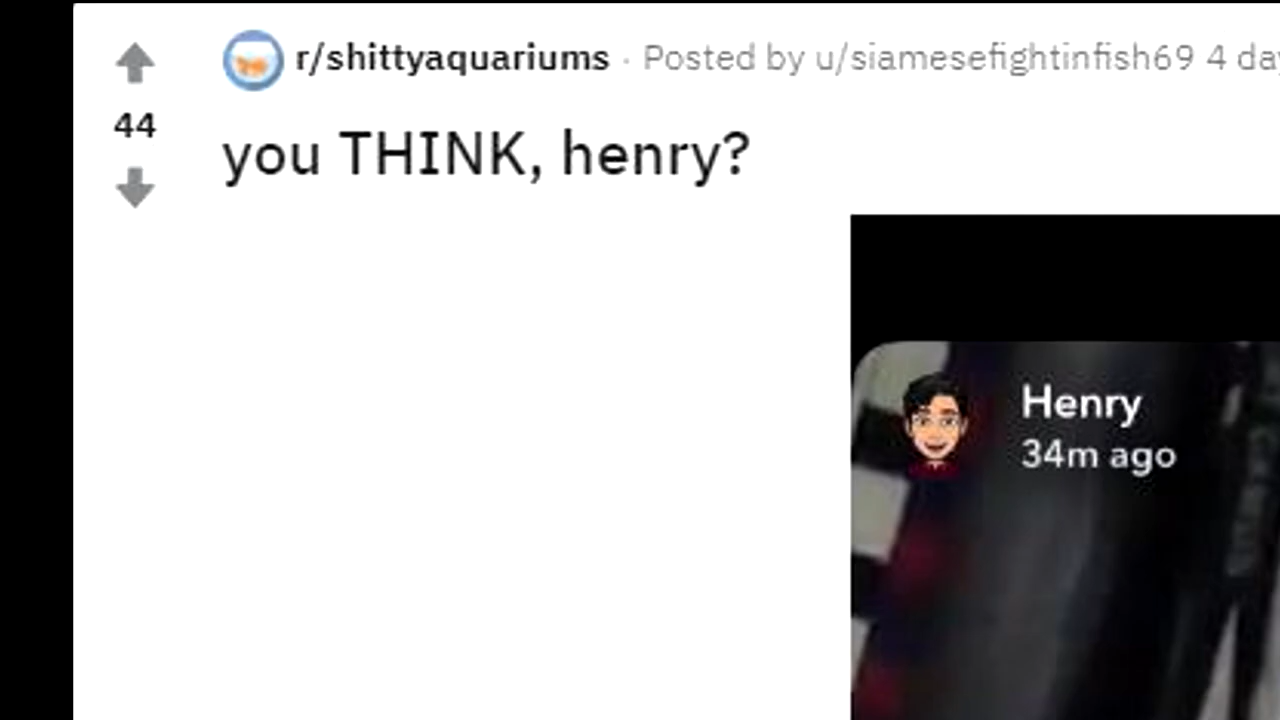 r/shittyaquariums · Posted by u/siamesefightinfish69 4 day
44
you THINK, henry?
Henry
34m ago